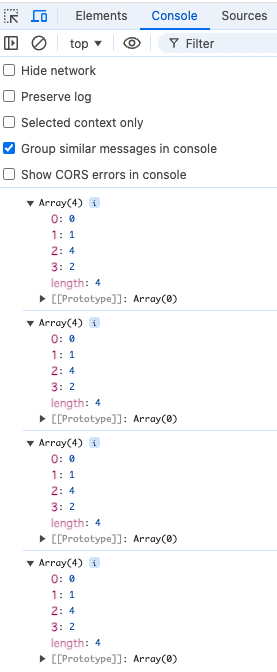 Elements Console Sources
top Filter
Hide network
Preserve log
Selected context only
Group similar messages in console
Show CORS errors in console
Array(4) i
0: 0
1: 1
2: 4
3: 2
length: 4
[[Prototype]]: Array(0)
Array(4) i
0: 0
1: 1
2: 4
3: 2
length: 4
[[Prototype]]: Array(0)
Array(4) i
0: 0
1: 1
2: 4
3: 2
length: 4
[[Prototype]]: Array(0)
Array(4) i
0: 0
1: 1
2: 4
3: 2
length: 4
[[Prototype]]: Array(0)